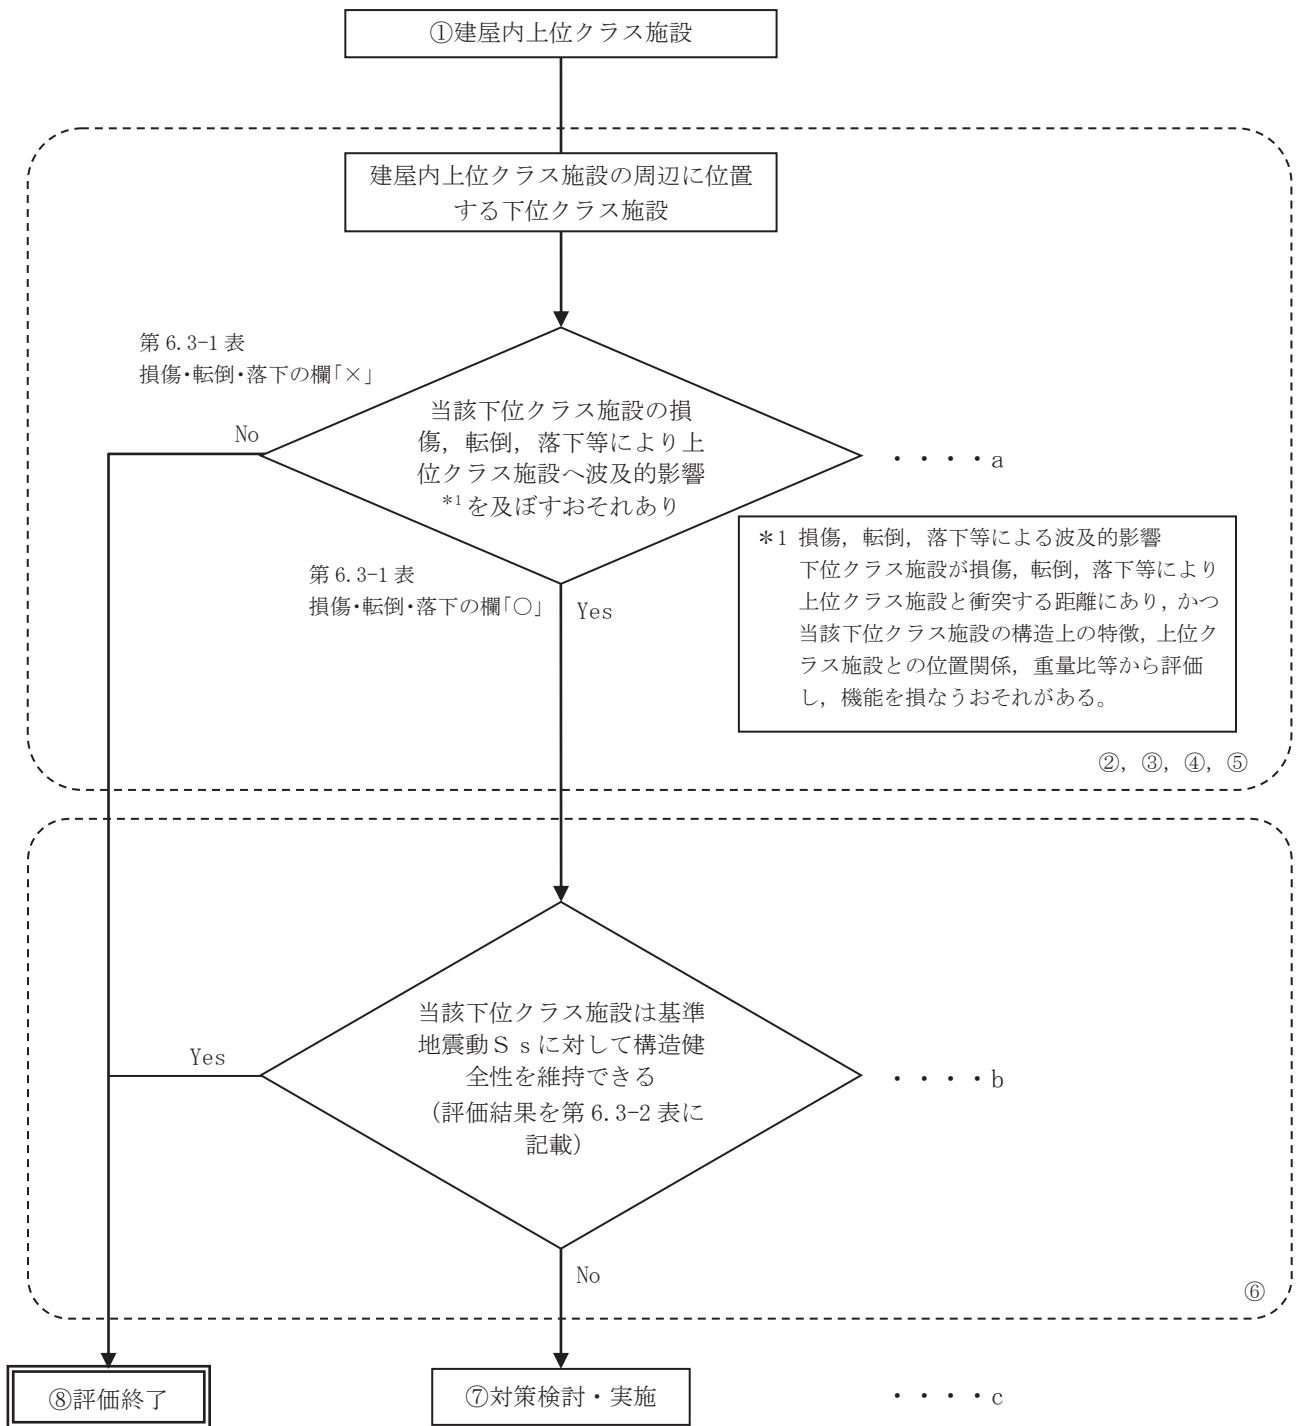 ①建屋内上位クラス施設
建屋内上位クラス施設の周辺に位置
する下位クラス施設
第 6.3-1 表
損傷・転倒・落下の欄「×」
No
当該下位クラス施設の損
傷，転倒，落下等により上
位クラス施設へ波及的影響
*1を及ぼすおそれあり
・・・・a
＊1 損傷，転倒，落下等による波及的影響
下位クラス施設が損傷，転倒，落下等により
上位クラス施設と衝突する距離にあり，かつ
当該下位クラス施設の構造上の特徴，上位ク
ラス施設との位置関係，重量比等から評価
し，機能を損なうおそれがある。
第 6.3-1 表
損傷・転倒・落下の欄「○」
Yes
②，③，④，⑤
当該下位クラス施設は基準
地震動Ｓｓに対して構造健
全性を維持できる
（評価結果を第 6.3-2 表に
記載）
Yes
・・・・b
No
⑥
⑧評価終了
⑦対策検討・実施
・・・・c